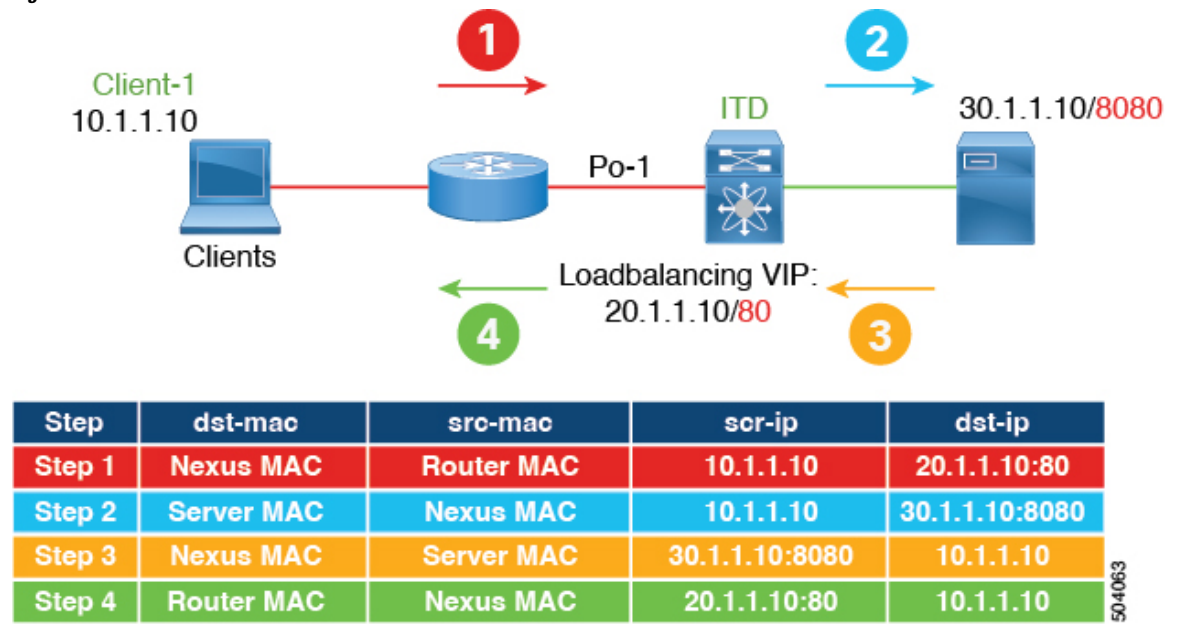 1
2
Client-1
10.1.1.10
ITD
30.1.1.10/8080
Po-1
Clients
Loadbalancing VIP:
20.1.1.10/80
4
3
Step dst-mac src-mac scr-ip dst-ip
Step 1 Nexus MAC Router MAC 10.1.1.10 20.1.1.10:80
Step 2 Server MAC Nexus MAC 10.1.1.10 30.1.1.10:8080
Step 3 Nexus MAC Server MAC 30.1.1.10:8080 10.1.1.10
Step 4 Router MAC Nexus MAC 20.1.1.10:80 10.1.1.10
504063